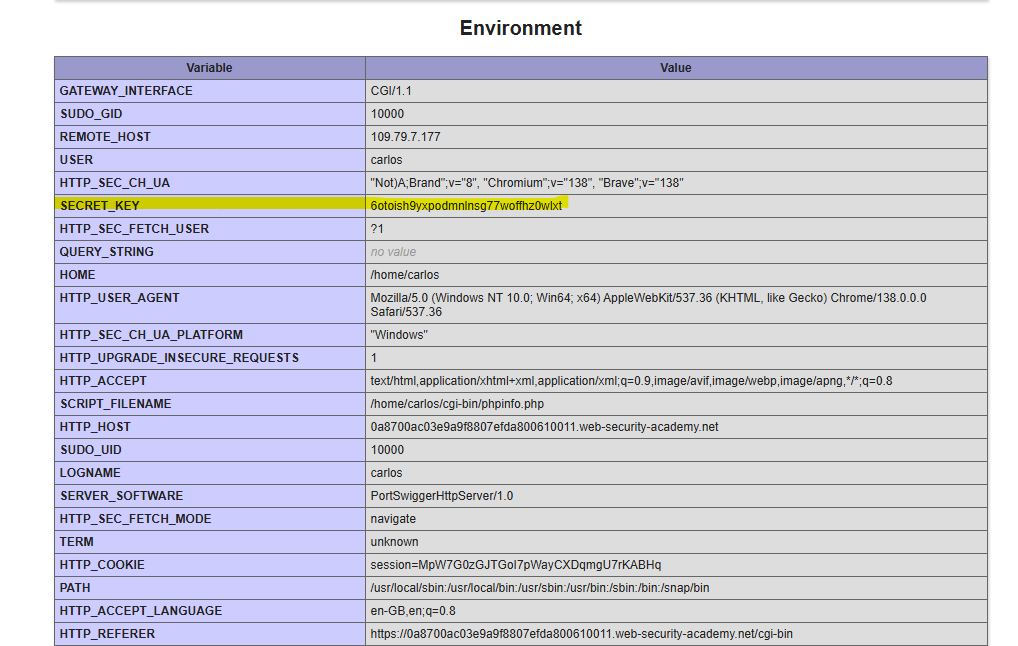 Environment
Variable Value
GATEWAY_INTERFACE CGI/1.1
SUDO_GID 10000
REMOTE_HOST 109.79.7.177
USER carlos
HTTP_SEC_CH_UA "Not)A;Brand";v="8", "Chromium";v="138", "Brave";v="138"
SECRET_KEY 6otoish9yxpodmnlnsg77woffhz0wlxt
HTTP_SEC_FETCH_USER ?1
QUERY_STRING no value
HOME /home/carlos
HTTP_USER_AGENT Mozilla/5.0 (Windows NT 10.0; Win64; x64) AppleWebKit/537.36 (KHTML, like Gecko) Chrome/138.0.0.0
Safari/537.36
HTTP_SEC_CH_UA_PLATFORM "Windows"
HTTP_UPGRADE_INSECURE_REQUESTS 1
HTTP_ACCEPT text/html,application/xhtml+xml,application/xml;q=0.9,image/avif,image/webp,image/apng,*/*;q=0.8
SCRIPT_FILENAME /home/carlos/cgi-bin/phpinfo.php
HTTP_HOST 0a8700ac03e9a9f8807efda800610011.web-security-academy.net
SUDO_UID 10000
LOGNAME carlos
SERVER_SOFTWARE PortSwiggerHttpServer/1.0
HTTP_SEC_FETCH_MODE navigate
TERM unknown
HTTP_COOKIE session=MpW7G0zGJTGoI7pWayCXDqmgU7rKABHq
PATH /usr/local/sbin:/usr/local/bin:/usr/sbin:/usr/bin:/sbin:/bin:/snap/bin
HTTP_ACCEPT_LANGUAGE en-GB,en;q=0.8
HTTP_REFERER https://0a8700ac03e9a9f8807efda800610011.web-security-academy.net/cgi-bin